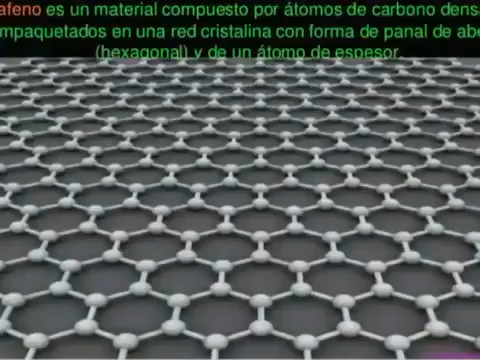 afeno es un material compuesto por átomos de carbono dens
mpaquetados en una red cristalina con forma de panal de abe
(hexagonal) y de un átomo de espesor.